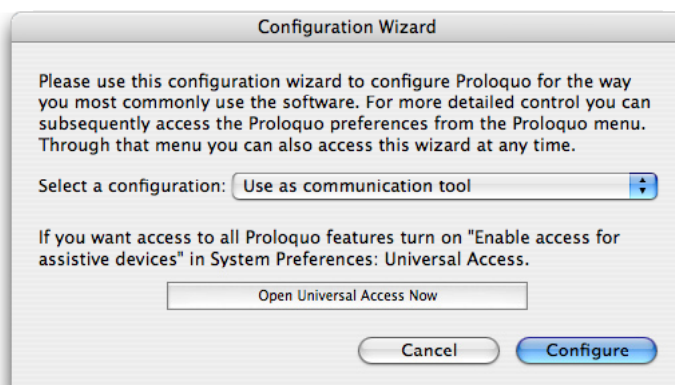 Configuration Wizard
Please use this configuration wizard to configure Proloquo for the way
you most commonly use the software. For more detailed control you can
subsequently access the Proloquo preferences from the Proloquo menu.
Through that menu you can also access this wizard at any time.
Select a configuration: Use as communication tool
If you want access to all Proloquo features turn on "Enable access for
assistive devices" in System Preferences: Universal Access.
Open Universal Access Now
Cancel Configure